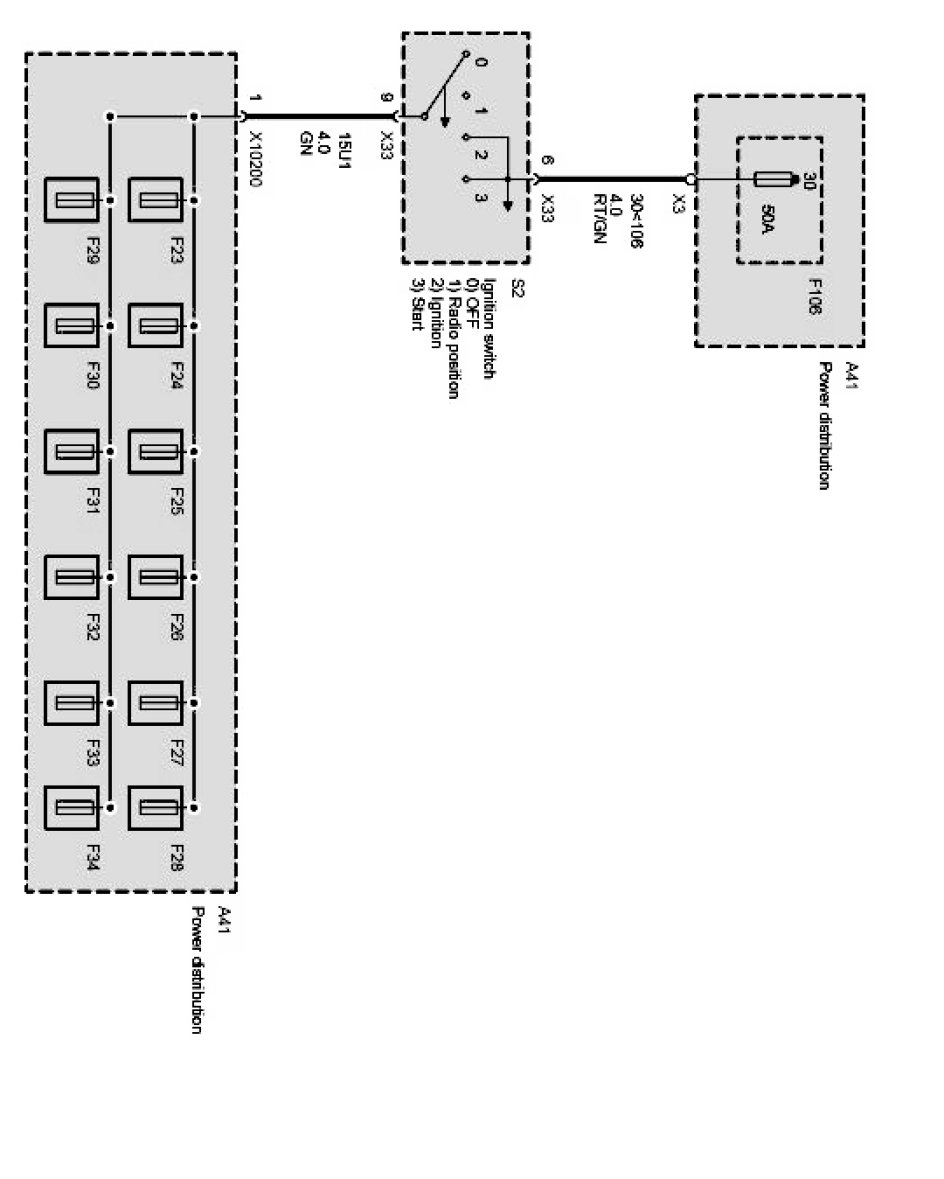 A41
Power distribution
F106
30
50A
X3
30<106
4.0
RT/GN
6
X33
S2
Ignition switch
0) OFF
1) Radio position
2) Ignition
3) Start
0
1
2
3
9
X33
15U1
4.0
GN
1
X10200
F23
F24
F25
F26
F27
F28
F29
F30
F31
F32
F33
F34
A41
Power distribution